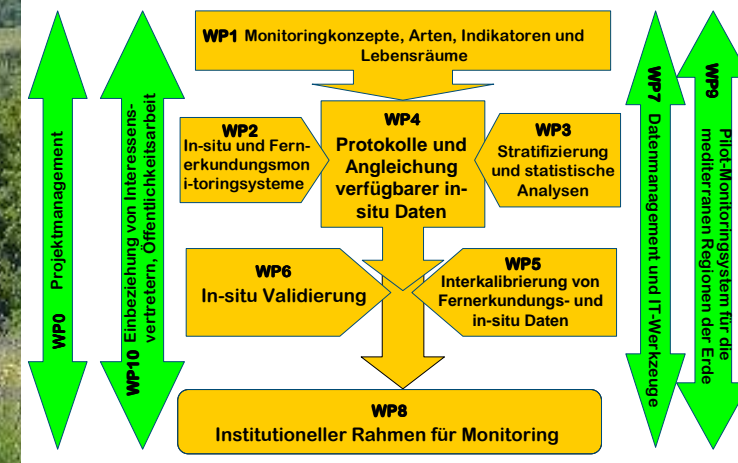 WP1 Monitoringkonzepte, Arten, Indikatoren und
Lebensräume
WP0 Projektmanagement
WP10 Einbeziehung von Interessens-
vertretern, Öffentlichkeitsarbeit
WP2
In-situ und Fern-
erkundungsmon
i-toringsysteme
WP4
Protokolle und
Angleichung
verfügbarer in-
situ Daten
WP3
Stratifizierung
und statistische
Analysen
WP6
In-situ Validierung
WP5
Interkalibrierung von
Fernerkundungs- und
in-situ Daten
WP8
Institutioneller Rahmen für Monitoring
WP7 Datenmanagement und IT-Werkzeuge
WP9 Pilot-Monitoringsystem für die
mediterranen Regionen der Erde